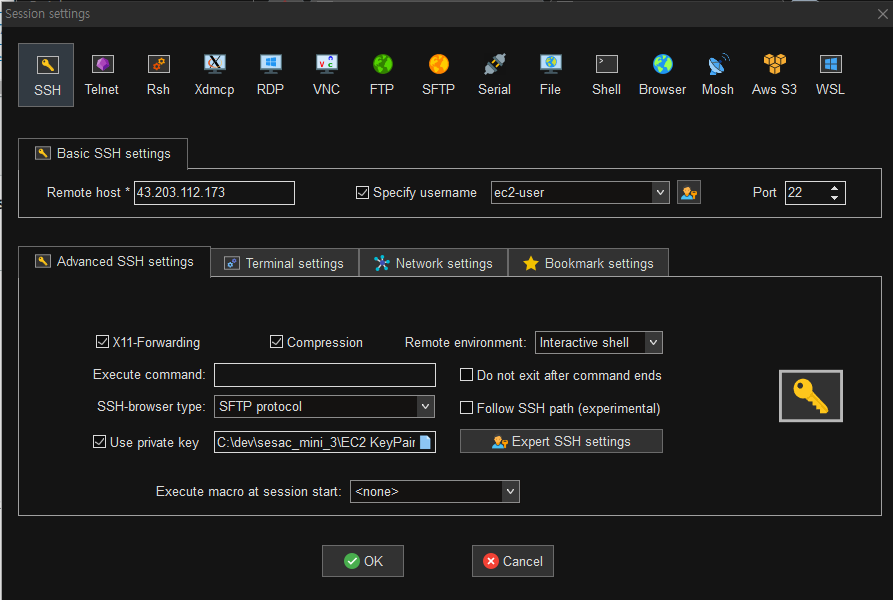 Session settings
SSH Telnet Rsh Xdmcp RDP VNC FTP SFTP Serial File Shell Browser Mosh Aws S3 WSL
Basic SSH settings
Remote host * 43.203.112.173 Specify username ec2-user Port 22
Advanced SSH settings Terminal settings Network settings Bookmark settings
X11-Forwarding Compression Remote environment: Interactive shell
Execute command: Do not exit after command ends
SSH-browser type: SFTP protocol Follow SSH path (experimental)
Use private key C:\dev\sesac_mini_3\EC2 KeyPair Expert SSH settings
Execute macro at session start: <none>
OK Cancel